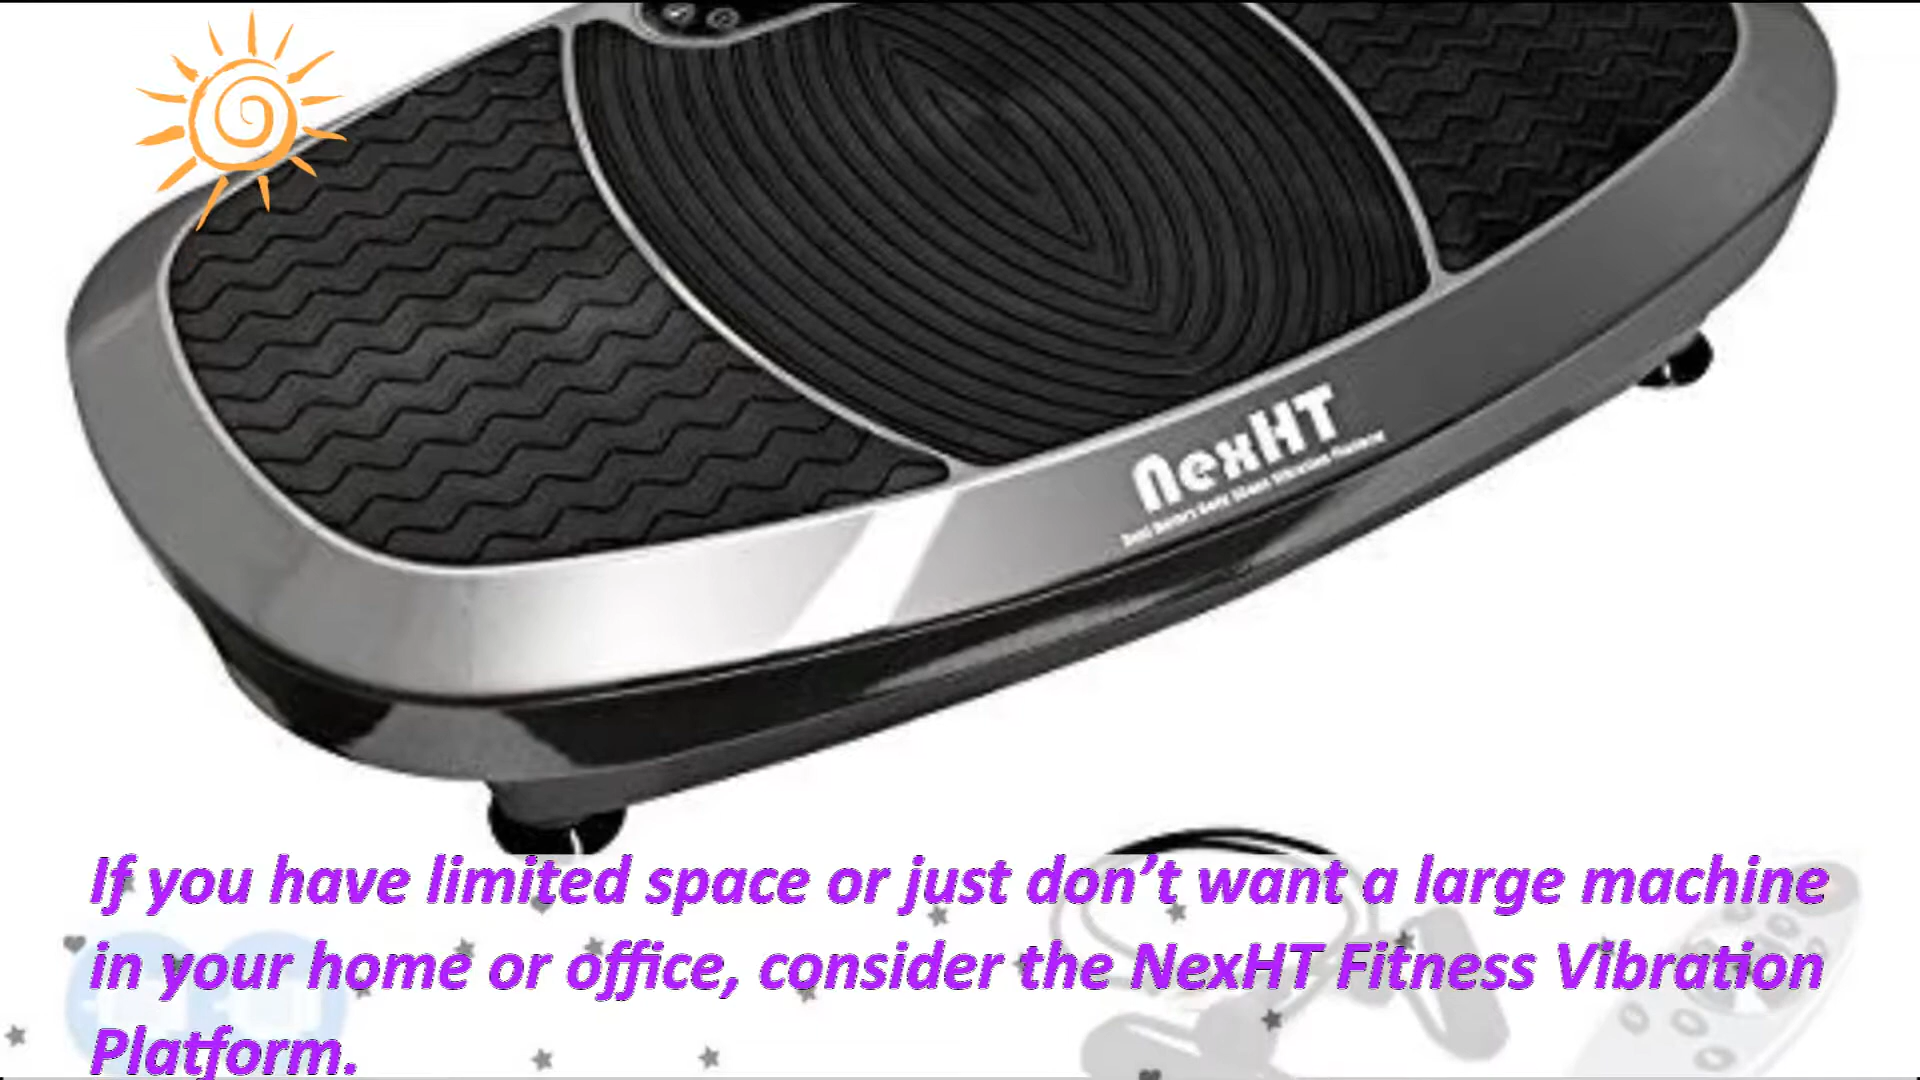 NexHT
If you have limited space or just don’t want a large machine
in your home or office, consider the NexHT Fitness Vibration
Platform.